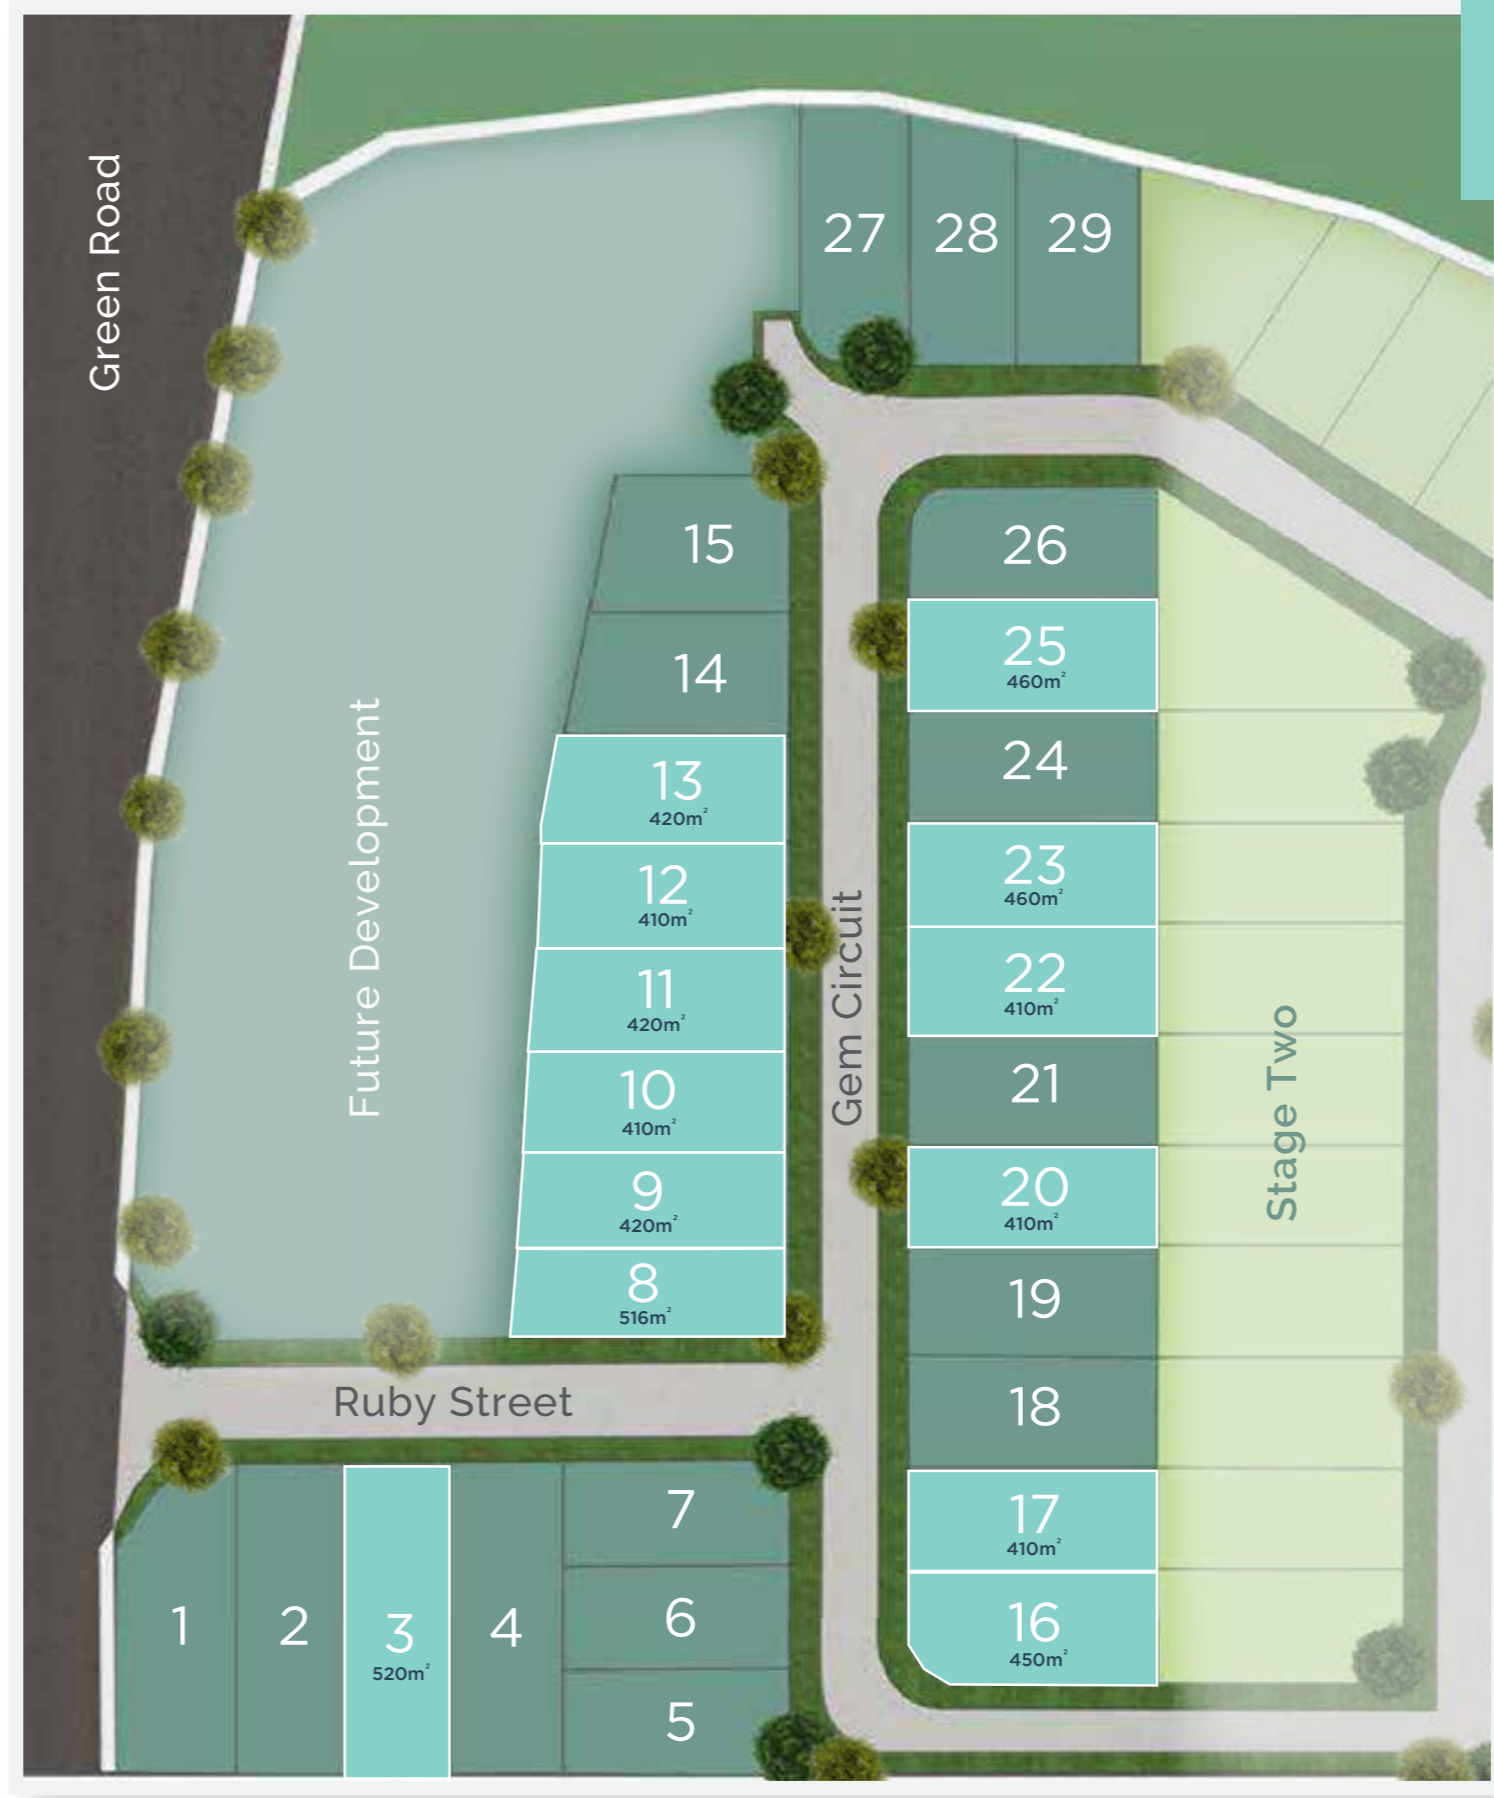 Green Road
27
28
29
15
26
14
25
460m²
24
13
420m²
12
410m²
23
460m²
Future Development
11
420m²
Gem Circuit
22
410m²
10
410m²
21
Stage Two
9
420m²
20
410m²
8
516m²
19
Ruby Street
18
7
17
410m²
1
2
3
520m²
4
6
16
450m²
5